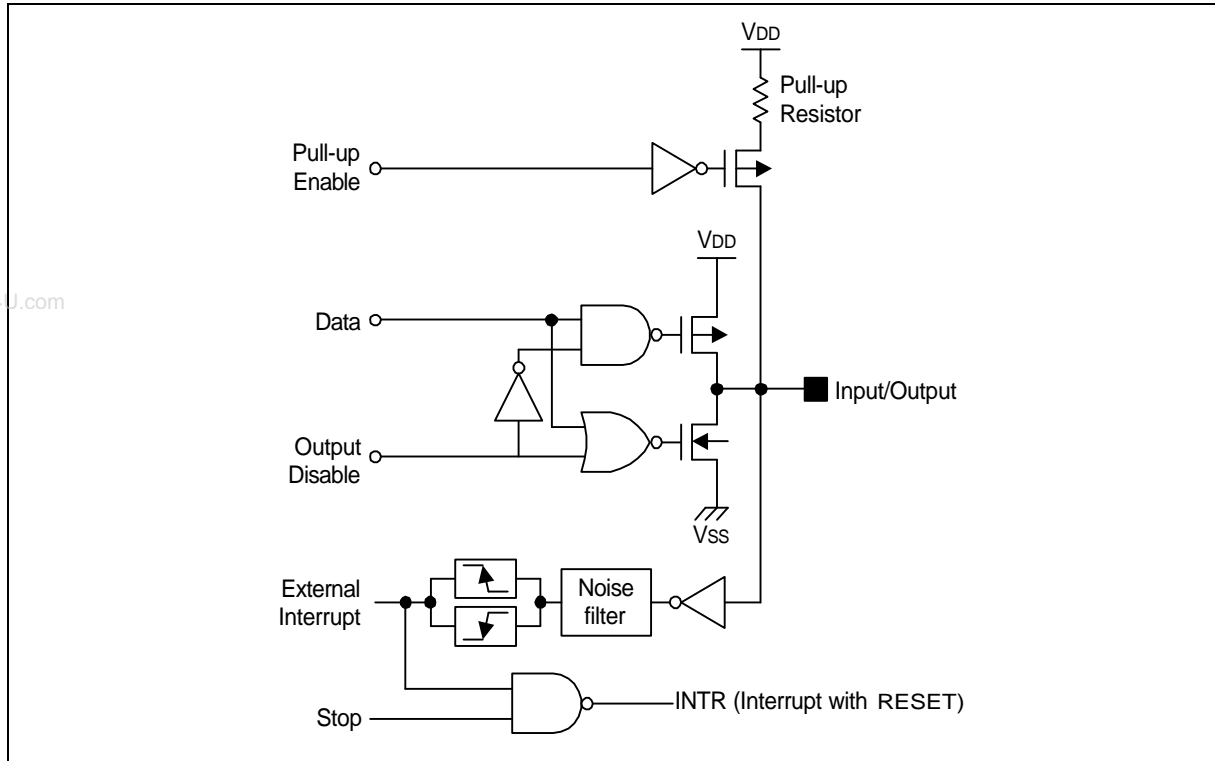 VDD
Pull-up
Resistor
Pull-up
Enable
VDD
U.com
Data
Input/Output
Output
Disable
VSS
External
Interrupt
Noise
filter
INTR (Interrupt with RESET)
Stop